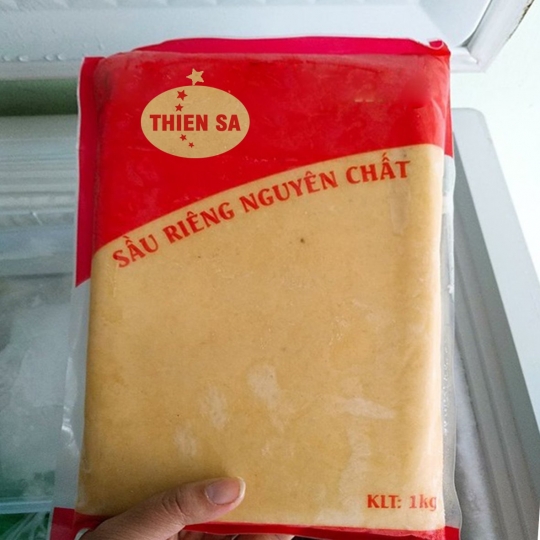 THIEN SA
SẦU RIÊNG NGUYÊN CHẤT
KLT: 1kg